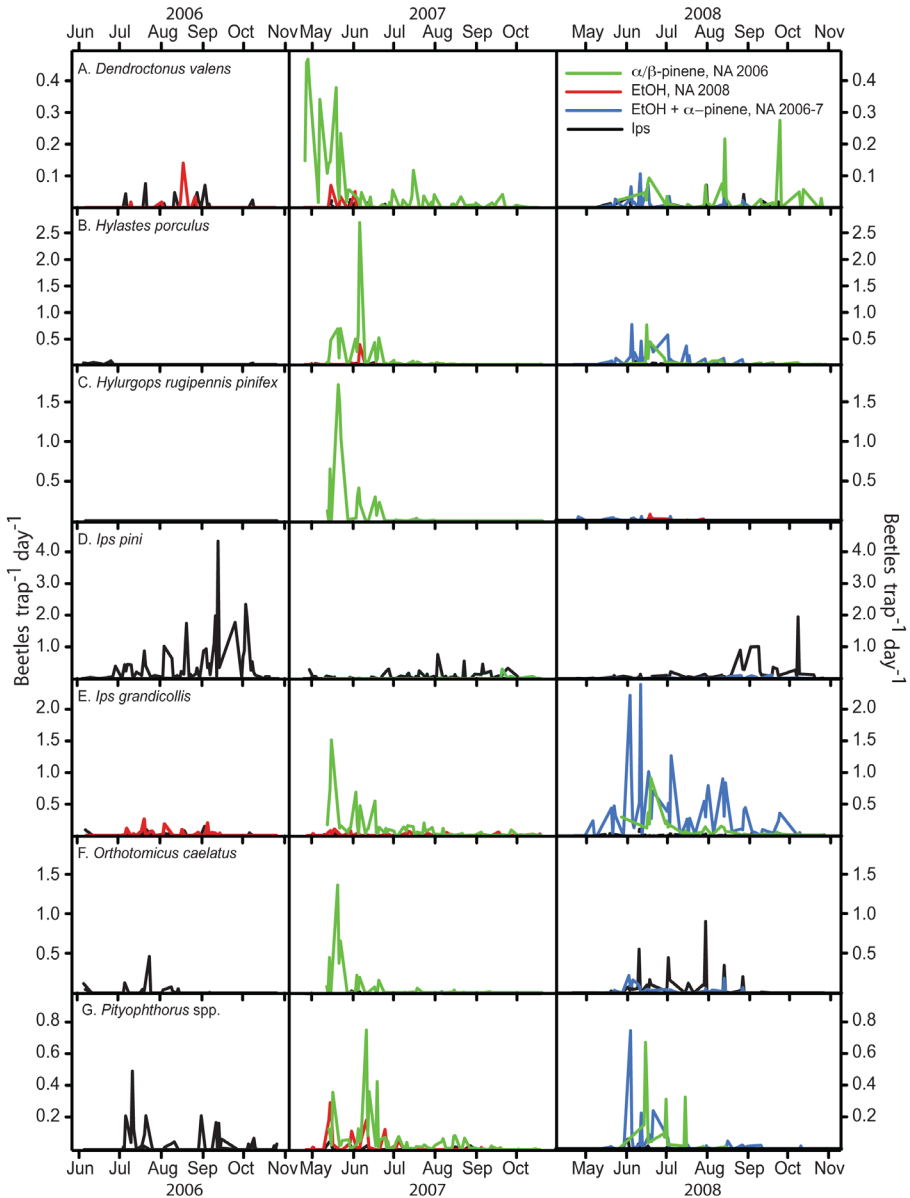 2006 2007 2008
Jun Jul Aug Sep Oct Nov May Jun Jul Aug Sep Oct May Jun Jul Aug Sep Oct Nov
A. Dendroctonus valens
α/β-pinene, NA 2006
EtOH, NA 2008
EtOH + α−pinene, NA 2006-7
Ips
0.4 0.4
0.3 0.3
0.2 0.2
0.1 0.1
B. Hylastes porculus
2.5 2.5
2.0 2.0
1.5 1.5
1.0 1.0
0.5 0.5
C. Hylurgops rugipennis pinifex
1.5 1.5
1.0 1.0
0.5 0.5
D. Ips pini
4.0 4.0
3.0 3.0
2.0 2.0
1.0 1.0
Beetles trap-1 day-1
Beetles trap-1 day-1
E. Ips grandicollis
2.0 2.0
1.5 1.5
1.0 1.0
0.5 0.5
F. Orthotomicus caelatus
1.5 1.5
1.0 1.0
0.5 0.5
G. Pityophthorus spp.
0.8 0.8
0.6 0.6
0.4 0.4
0.2 0.2
Jun Jul Aug Sep Oct Nov May Jun Jul Aug Sep Oct May Jun Jul Aug Sep Oct Nov
2006 2007 2008